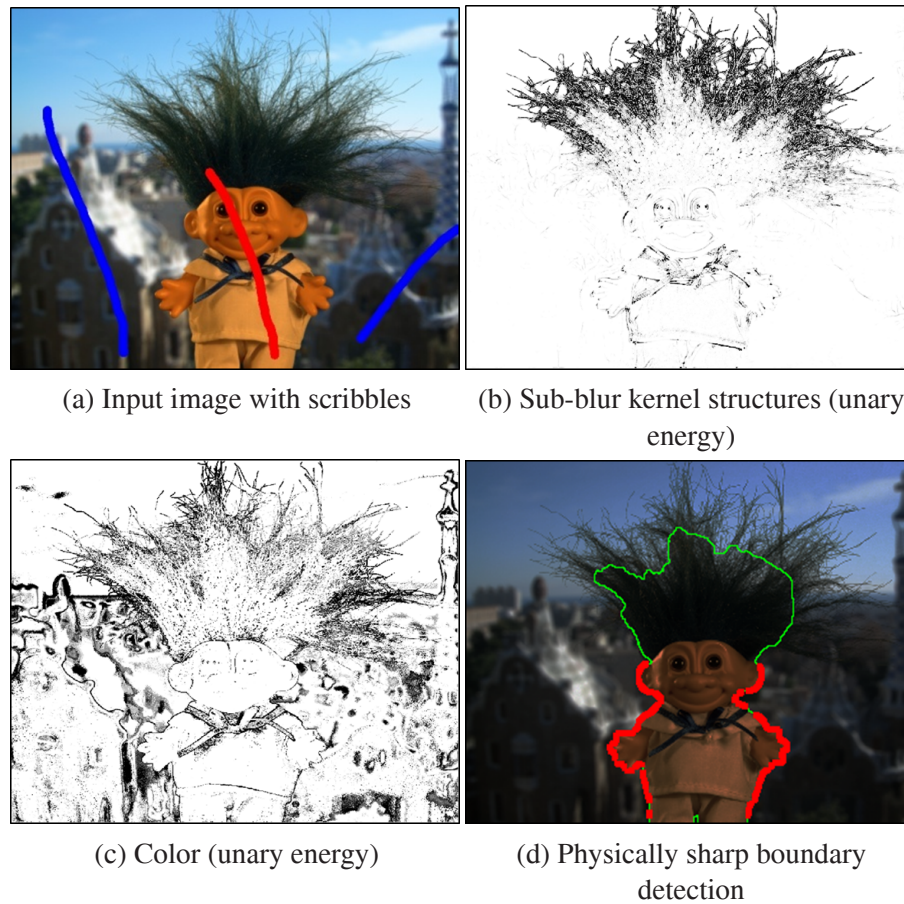 (a) Input image with scribbles
(b) Sub-blur kernel structures (unary
energy)
(c) Color (unary energy)
(d) Physically sharp boundary
detection